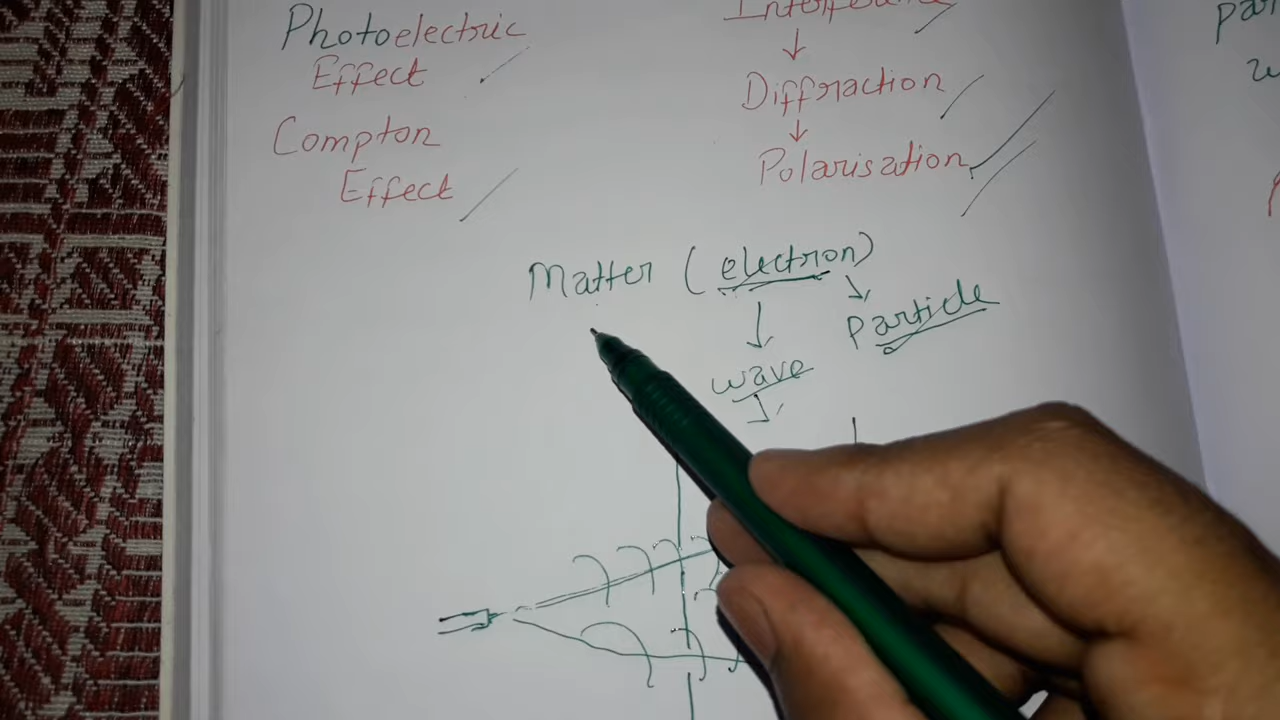 Photoelectric
Effect
Compton
Effect
Diffraction
Polarisation
Matter (electron)
Particle
wave